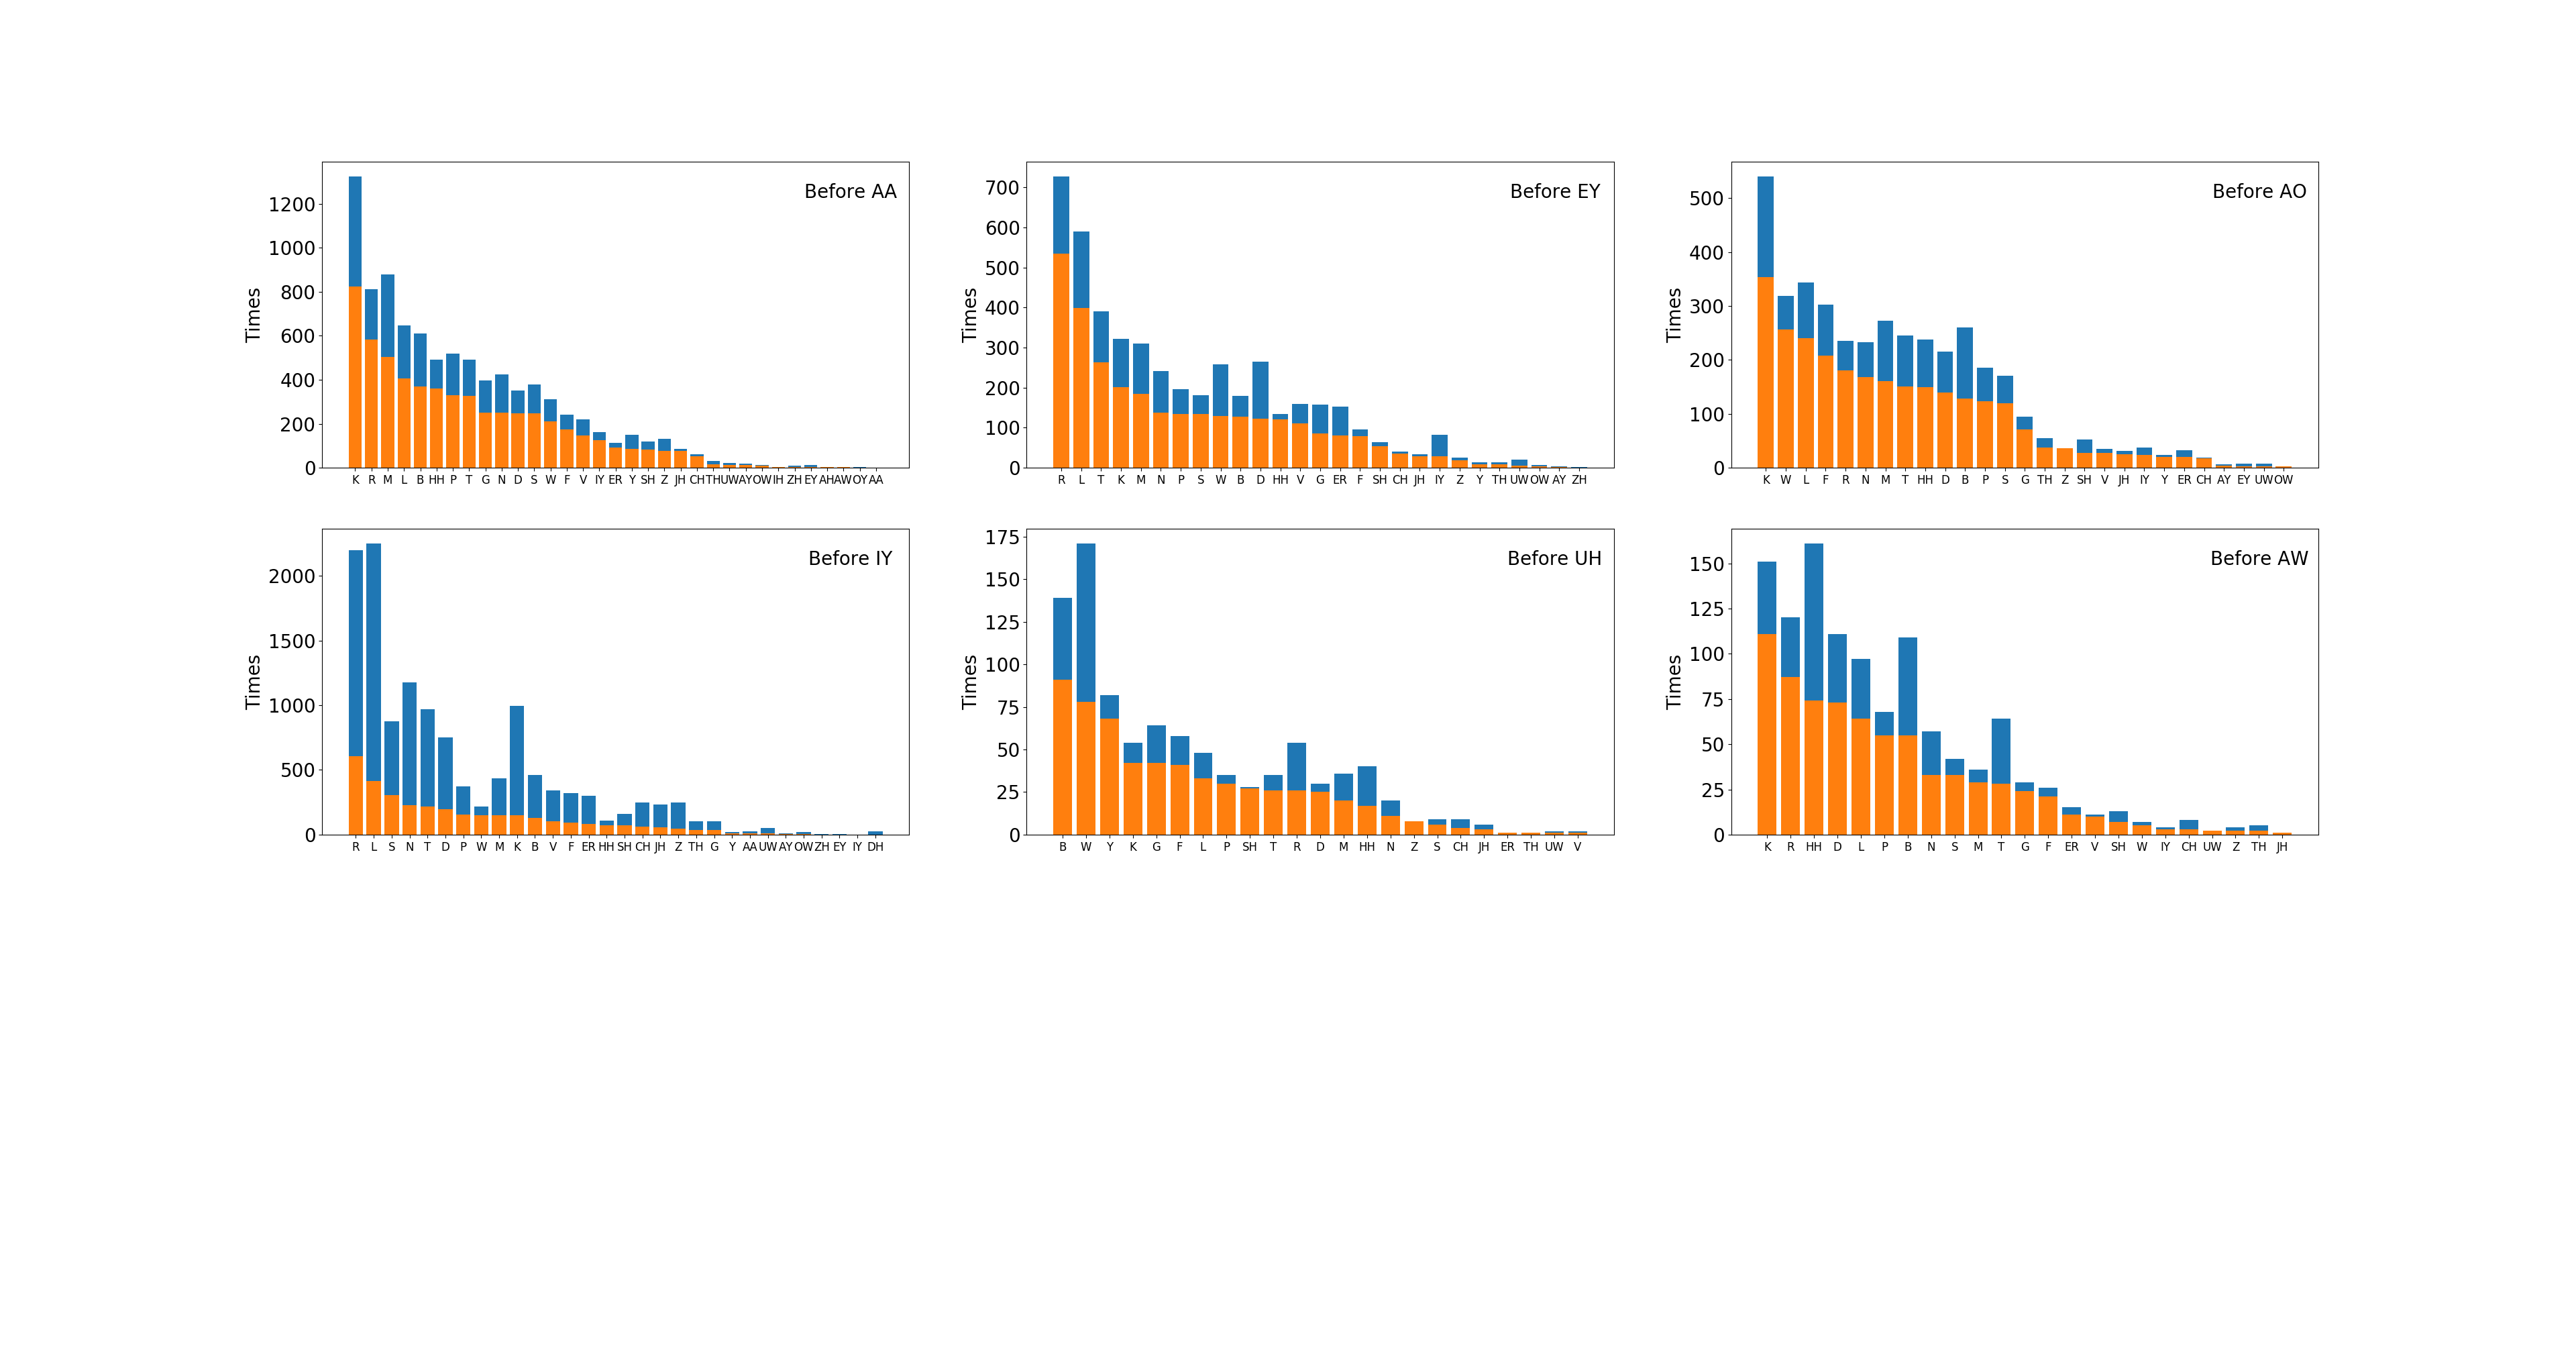 Before AA
Times
1200
1000
800
600
400
200
0
K R M L B HH P T G N D S W F V IY ER Y SH Z JH CH TH UW AY OW IH ZH EY AH AW OY AA
Before EY
Times
700
600
500
400
300
200
100
0
R L T K M N P S W B D HH V G ER F SH CH JH IY Z Y TH UW OW AY ZH
Before AO
Times
500
400
300
200
100
0
K W L F R N M T HH D B P S G TH Z SH V JH IY Y ER CH AY EY UW OW
Before IY
Times
2000
1500
1000
500
0
R L S N T D P W M K B V F ER HH SH CH JH Z TH G Y AA UW AY OW ZH EY IY DH
Before UH
Times
175
150
125
100
75
50
25
0
B W Y K G F L P SH T R D M HH N Z S CH JH ER TH UW V
Before AW
Times
150
125
100
75
50
25
0
K R HH D L P B N S M T G F ER V SH W IY CH UW Z TH JH